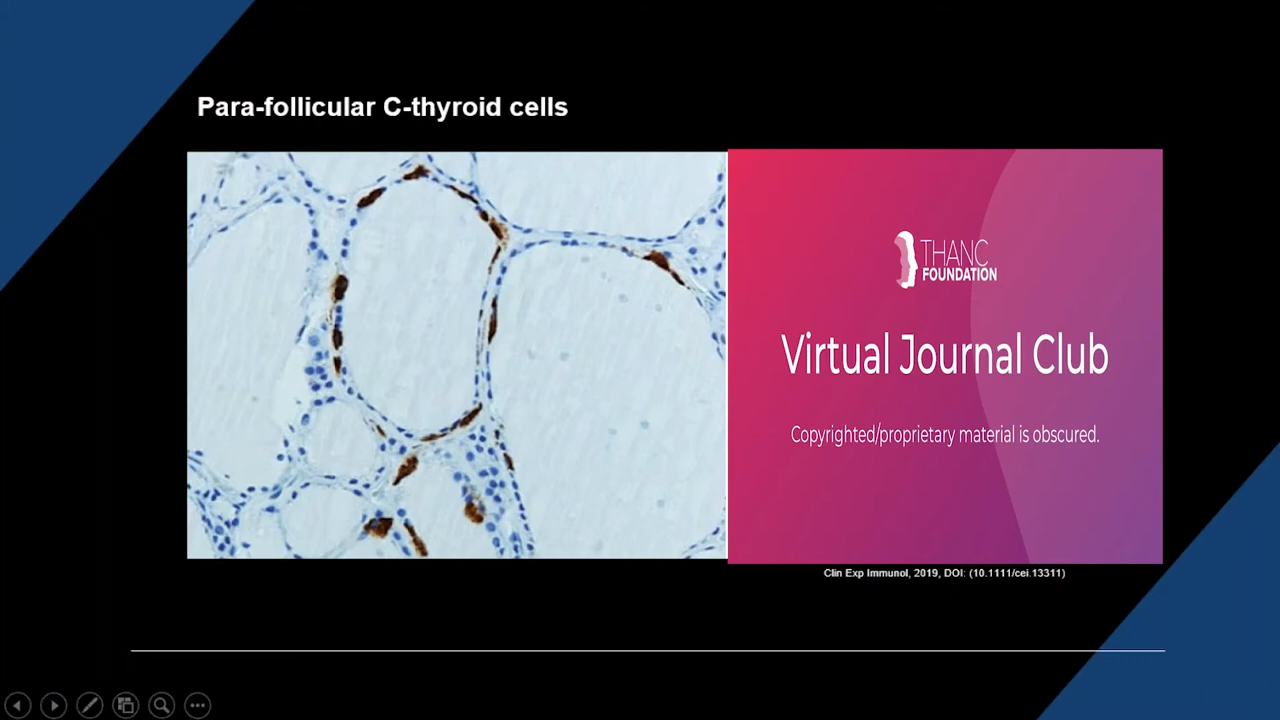 Para-follicular C-thyroid cells
THANC
FOUNDATION
Virtual Journal Club
Copyrighted/proprietary material is obscured.
Clin Exp Immunol, 2019, DOI: (10.1111/cei.13311)